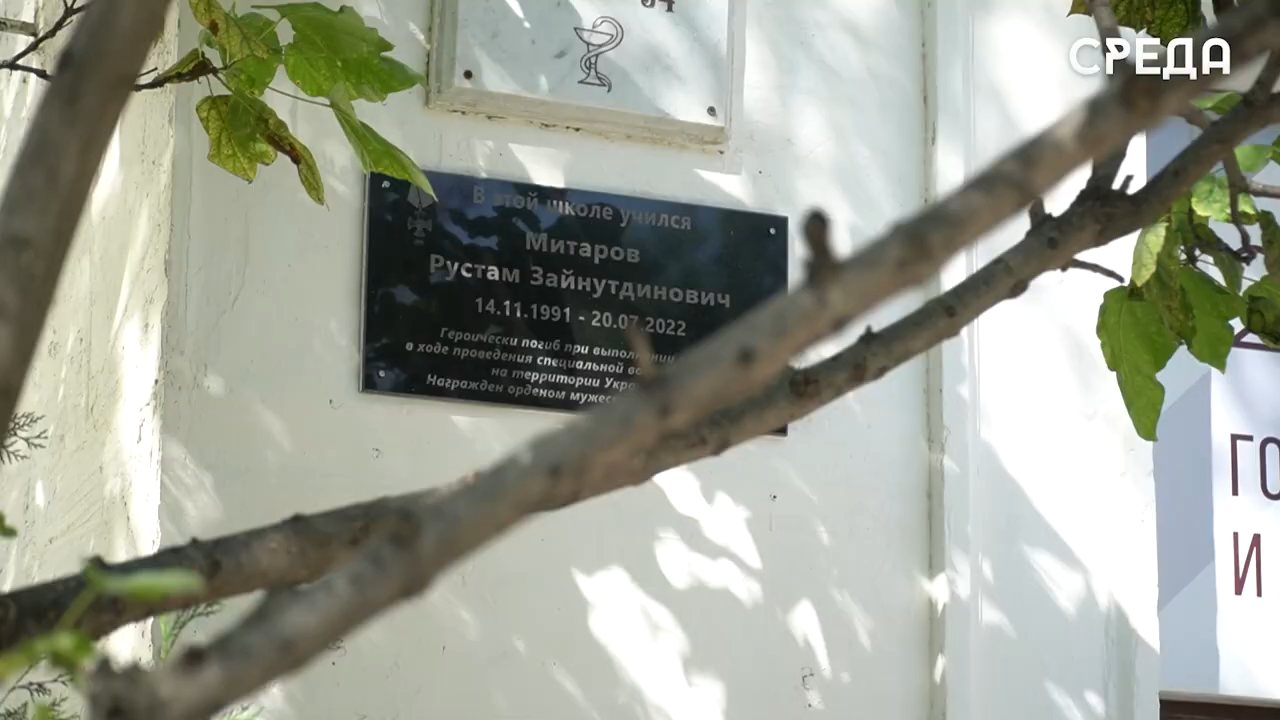 СРЕДА
В этой школе учился
Митаров
Рустам Зайнутдинович
14.11.1991 - 20.07.2022
Героически погиб при
в ходе проведения специальной
на территории
Награжден орденом
ГО
И